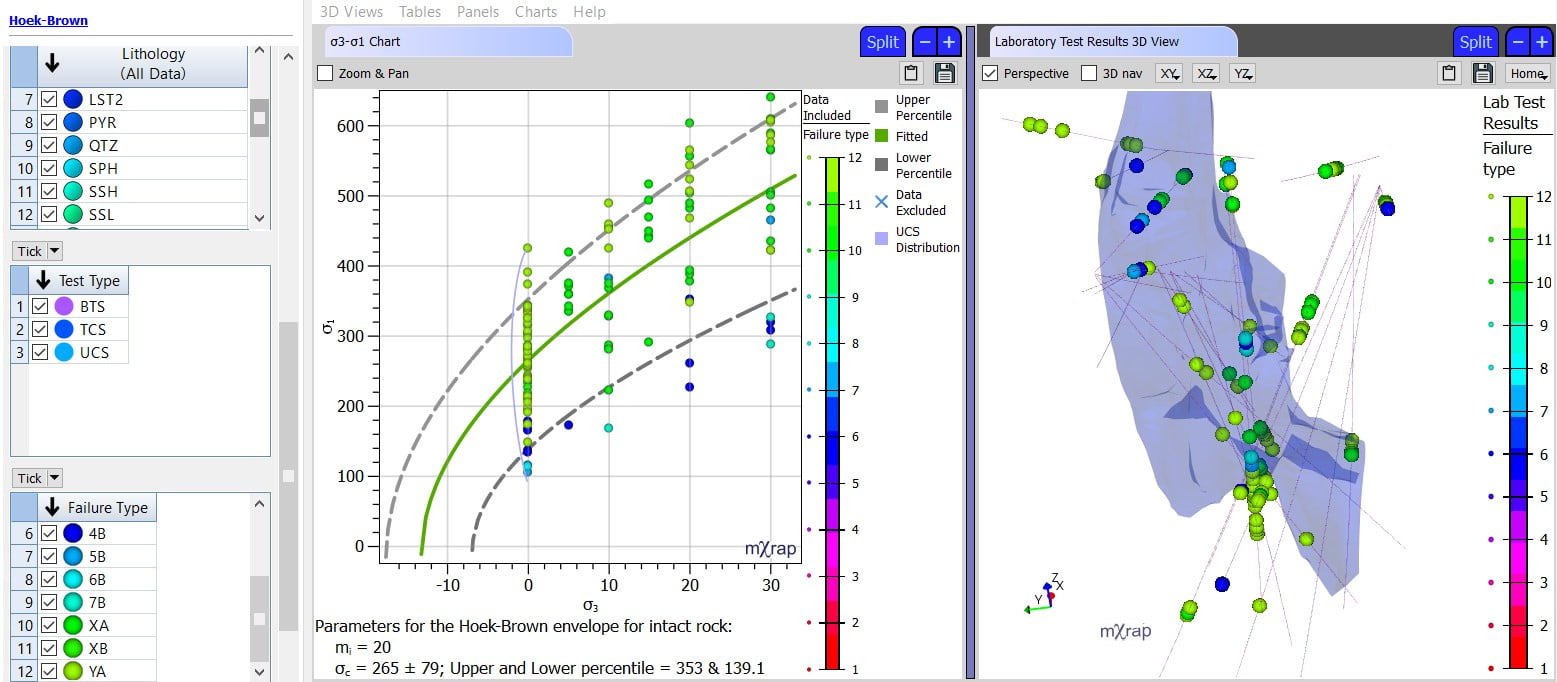 Hoek-Brown
Lithology
(All Data)
7 LST2
8 PYR
9 QTZ
10 SPH
11 SSH
12 SSL
Tick
Test Type
1 BTS
2 TCS
3 UCS
Tick
Failure Type
6 4B
7 5B
8 6B
9 7B
10 XA
11 XB
12 YA
3D Views Tables Panels Charts Help
σ3-σ1 Chart
Split − +
Zoom & Pan
600
500
400
300
200
100
0
σ1
-10 0 10 20 30
σ3
mXrap
Data
Included
Failure type
12
11
10
9
8
7
6
5
4
3
2
1
Upper
Percentile
Fitted
Lower
Percentile
Data
Excluded
UCS
Distribution
Parameters for the Hoek-Brown envelope for intact rock:
mi = 20
σc = 265 ± 79; Upper and Lower percentile = 353 & 139.1
Laboratory Test Results 3D View
Split − +
Perspective 3D nav XY XZ YZ Home
Lab Test
Results
Failure
type
12
11
10
9
8
7
6
5
4
3
2
1
Z
X
Y
mXrap